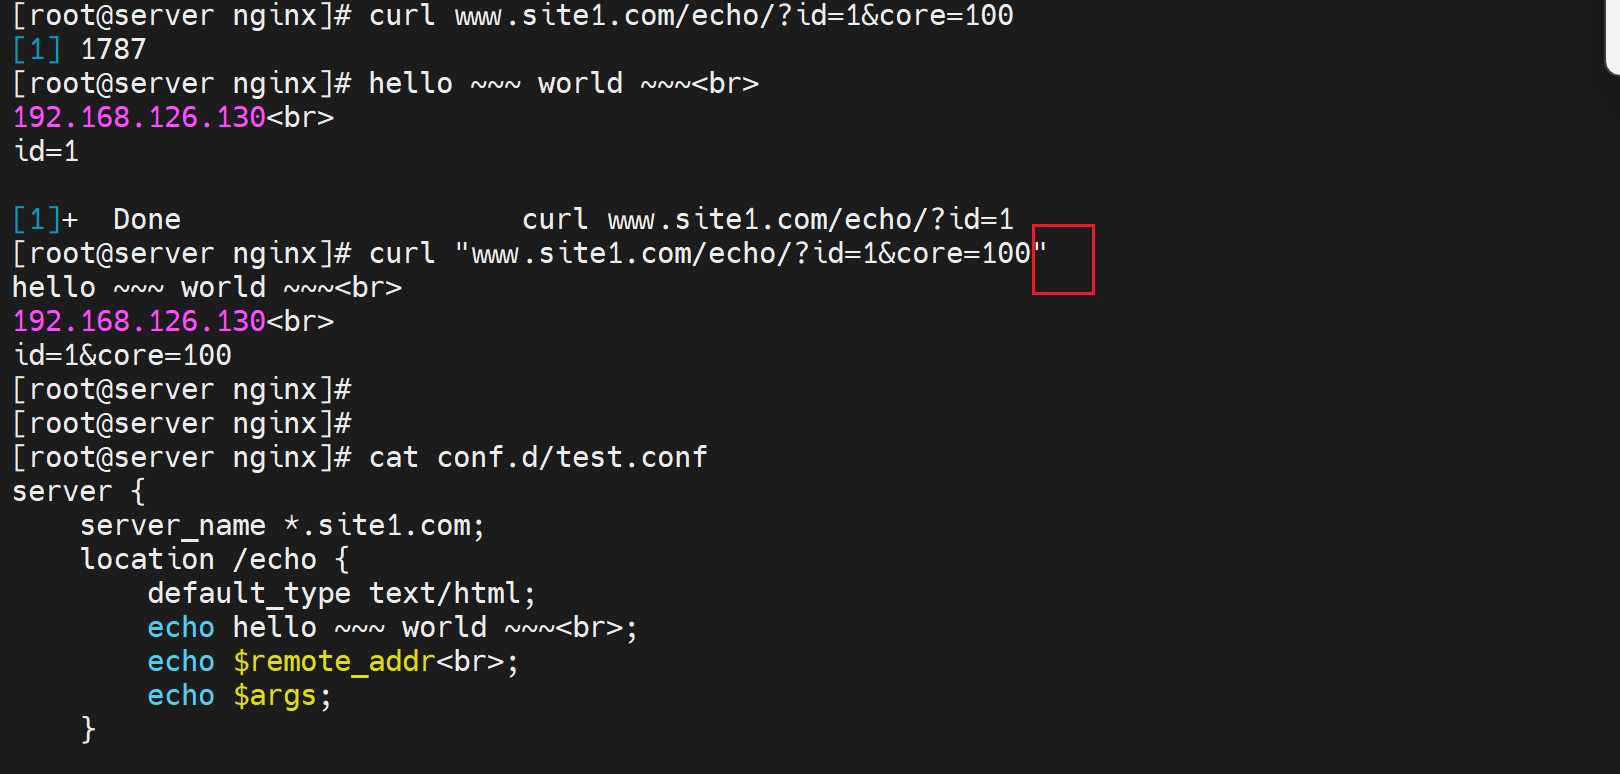 [root@server nginx]# curl www.site1.com/echo/?id=1&core=100
[1] 1787
[root@server nginx]# hello ~~~ world ~~~<br>
192.168.126.130<br>
id=1

[1]+  Done                    curl www.site1.com/echo/?id=1
[root@server nginx]# curl "www.site1.com/echo/?id=1&core=100"
hello ~~~ world ~~~<br>
192.168.126.130<br>
id=1&core=100
[root@server nginx]#
[root@server nginx]#
[root@server nginx]# cat conf.d/test.conf
server {
    server_name *.site1.com;
    location /echo {
        default_type text/html;
        echo hello ~~~ world ~~~<br>;
        echo $remote_addr<br>;
        echo $args;
    }